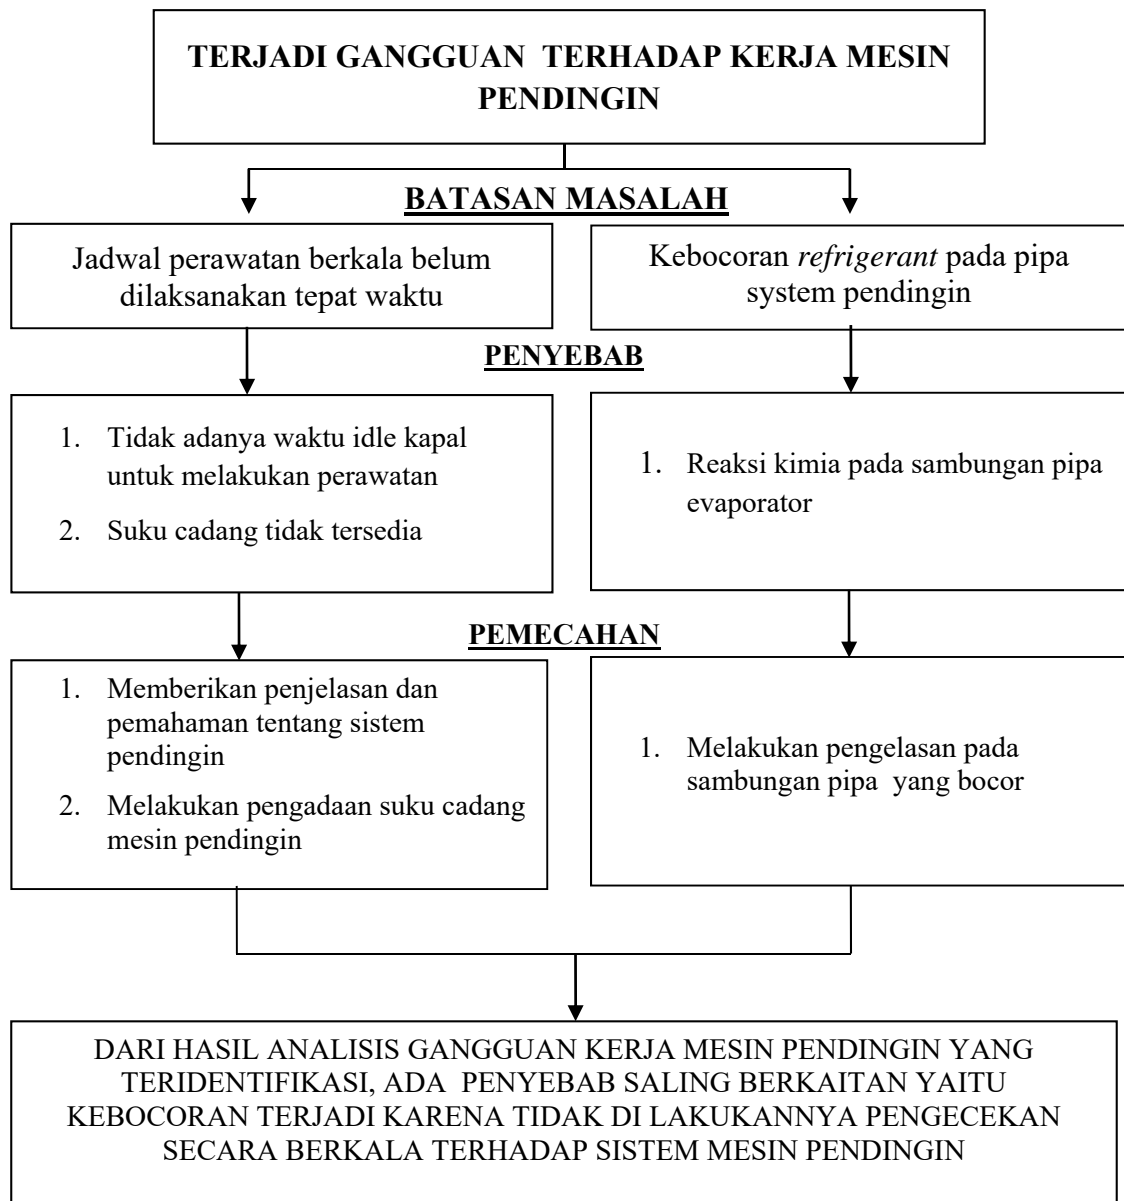 TERJADI GANGGUAN TERHADAP KERJA MESIN
PENDINGIN
BATASAN MASALAH
Jadwal perawatan berkala belum
dilaksanakan tepat waktu
Kebocoran refrigerant pada pipa
system pendingin
PENYEBAB
1. Tidak adanya waktu idle kapal
untuk melakukan perawatan
2. Suku cadang tidak tersedia
1. Reaksi kimia pada sambungan pipa
evaporator
PEMECAHAN
1. Memberikan penjelasan dan
pemahaman tentang sistem
pendingin
2. Melakukan pengadaan suku cadang
mesin pendingin
1. Melakukan pengelasan pada
sambungan pipa yang bocor
DARI HASIL ANALISIS GANGGUAN KERJA MESIN PENDINGIN YANG
TERIDENTIFIKASI, ADA PENYEBAB SALING BERKAITAN YAITU
KEBOCORAN TERJADI KARENA TIDAK DI LAKUKANNYA PENGECEKAN
SECARA BERKALA TERHADAP SISTEM MESIN PENDINGIN